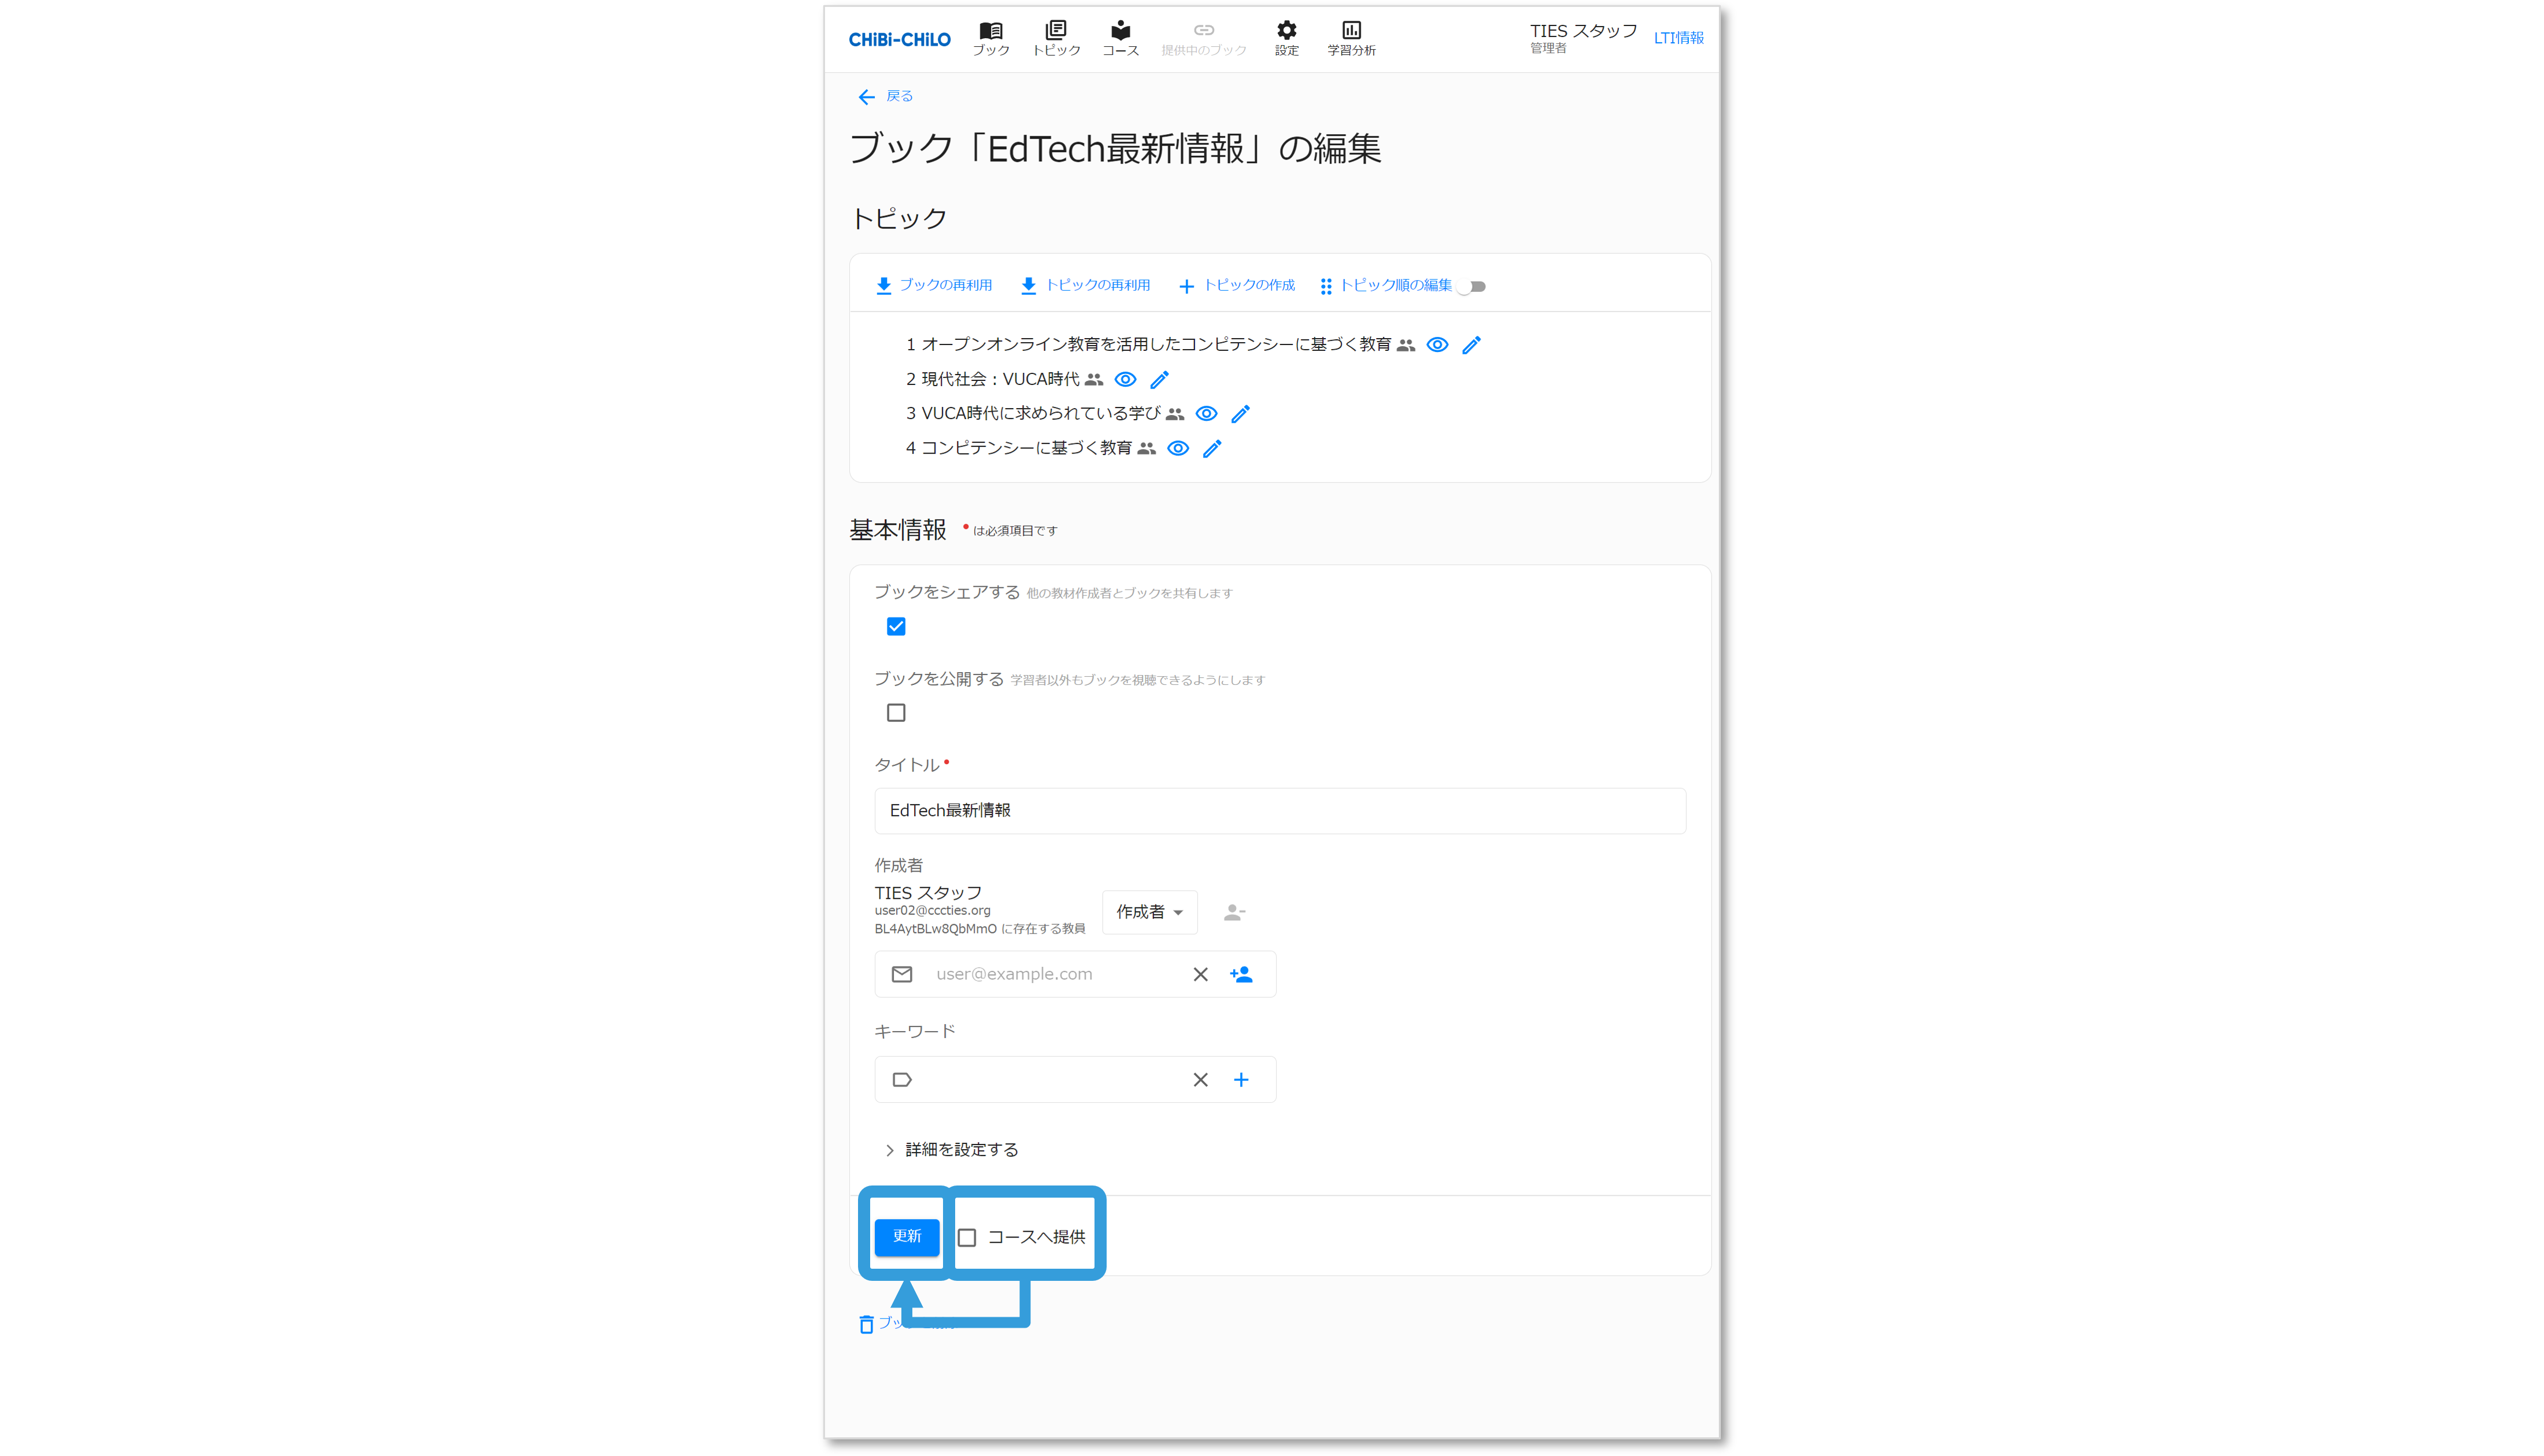 CHiBi-CHiLO
ブック
トピック
コース
提供中のブック
設定
学習分析
TIES スタッフ
管理者
LTI情報
戻る
ブック「EdTech最新情報」の編集
トピック
ブックの再利用
トピックの再利用
トピックの作成
トピック順の編集
1 オープンオンライン教育を活用したコンピテンシーに基づく教育
2 現代社会：VUCA時代
3 VUCA時代に求められている学び
4 コンピテンシーに基づく教育
基本情報 * は必須項目です
ブックをシェアする 他の教材作成者とブックを共有します
ブックを公開する 学習者以外もブックを視聴できるようにします
タイトル*
EdTech最新情報
作成者
TIES スタッフ
user02@cccties.org
BL4AytBLw8QbMmO に存在する教員
作成者
user@example.com
キーワード
詳細を設定する
更新
コースへ提供